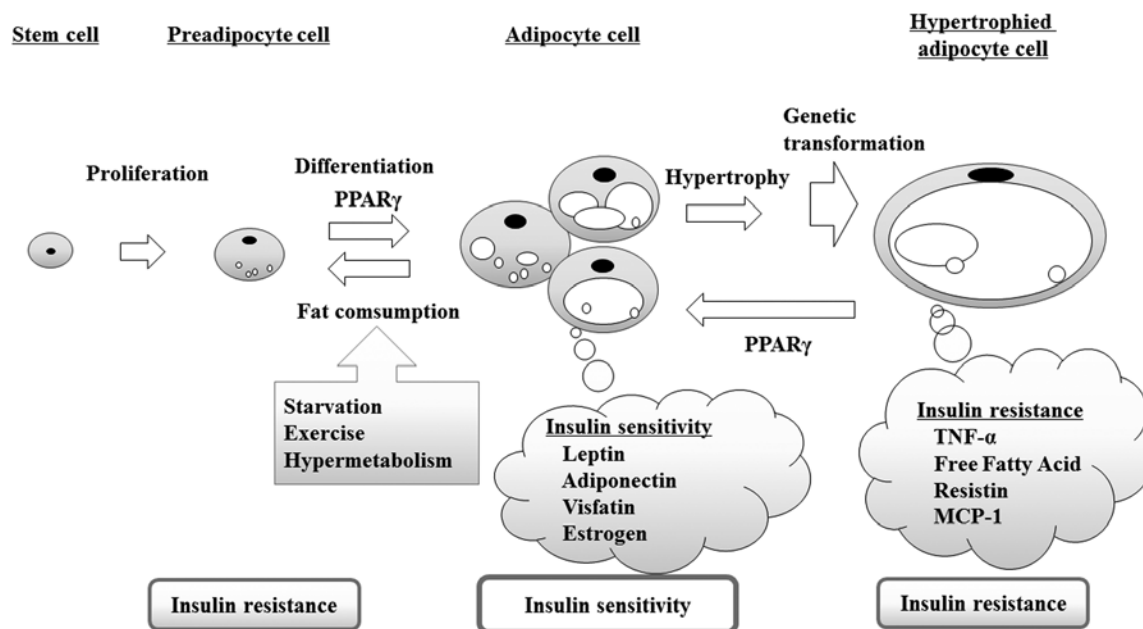 Stem cell
Preadipocyte cell
Adipocyte cell
Hypertrophied
adipocyte cell
Proliferation
Differentiation
PPARγ
Hypertrophy
Genetic
transformation
Fat comsumption
PPARγ
Starvation
Exercise
Hypermetabolism
Insulin sensitivity
Leptin
Adiponectin
Visfatin
Estrogen
Insulin resistance
TNF-α
Free Fatty Acid
Resistin
MCP-1
Insulin resistance
Insulin sensitivity
Insulin resistance